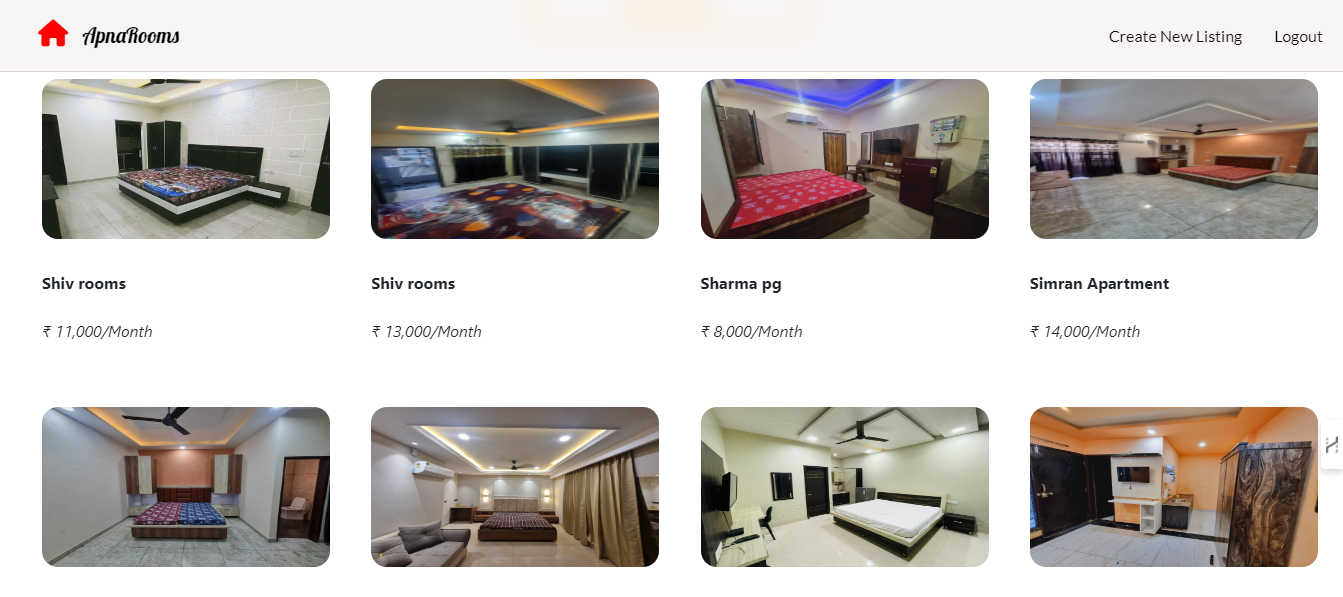 ApnaRooms
Create New Listing
Logout
Shiv rooms
Shiv rooms
Sharma pg
Simran Apartment
₹ 11,000/Month
₹ 13,000/Month
₹ 8,000/Month
₹ 14,000/Month